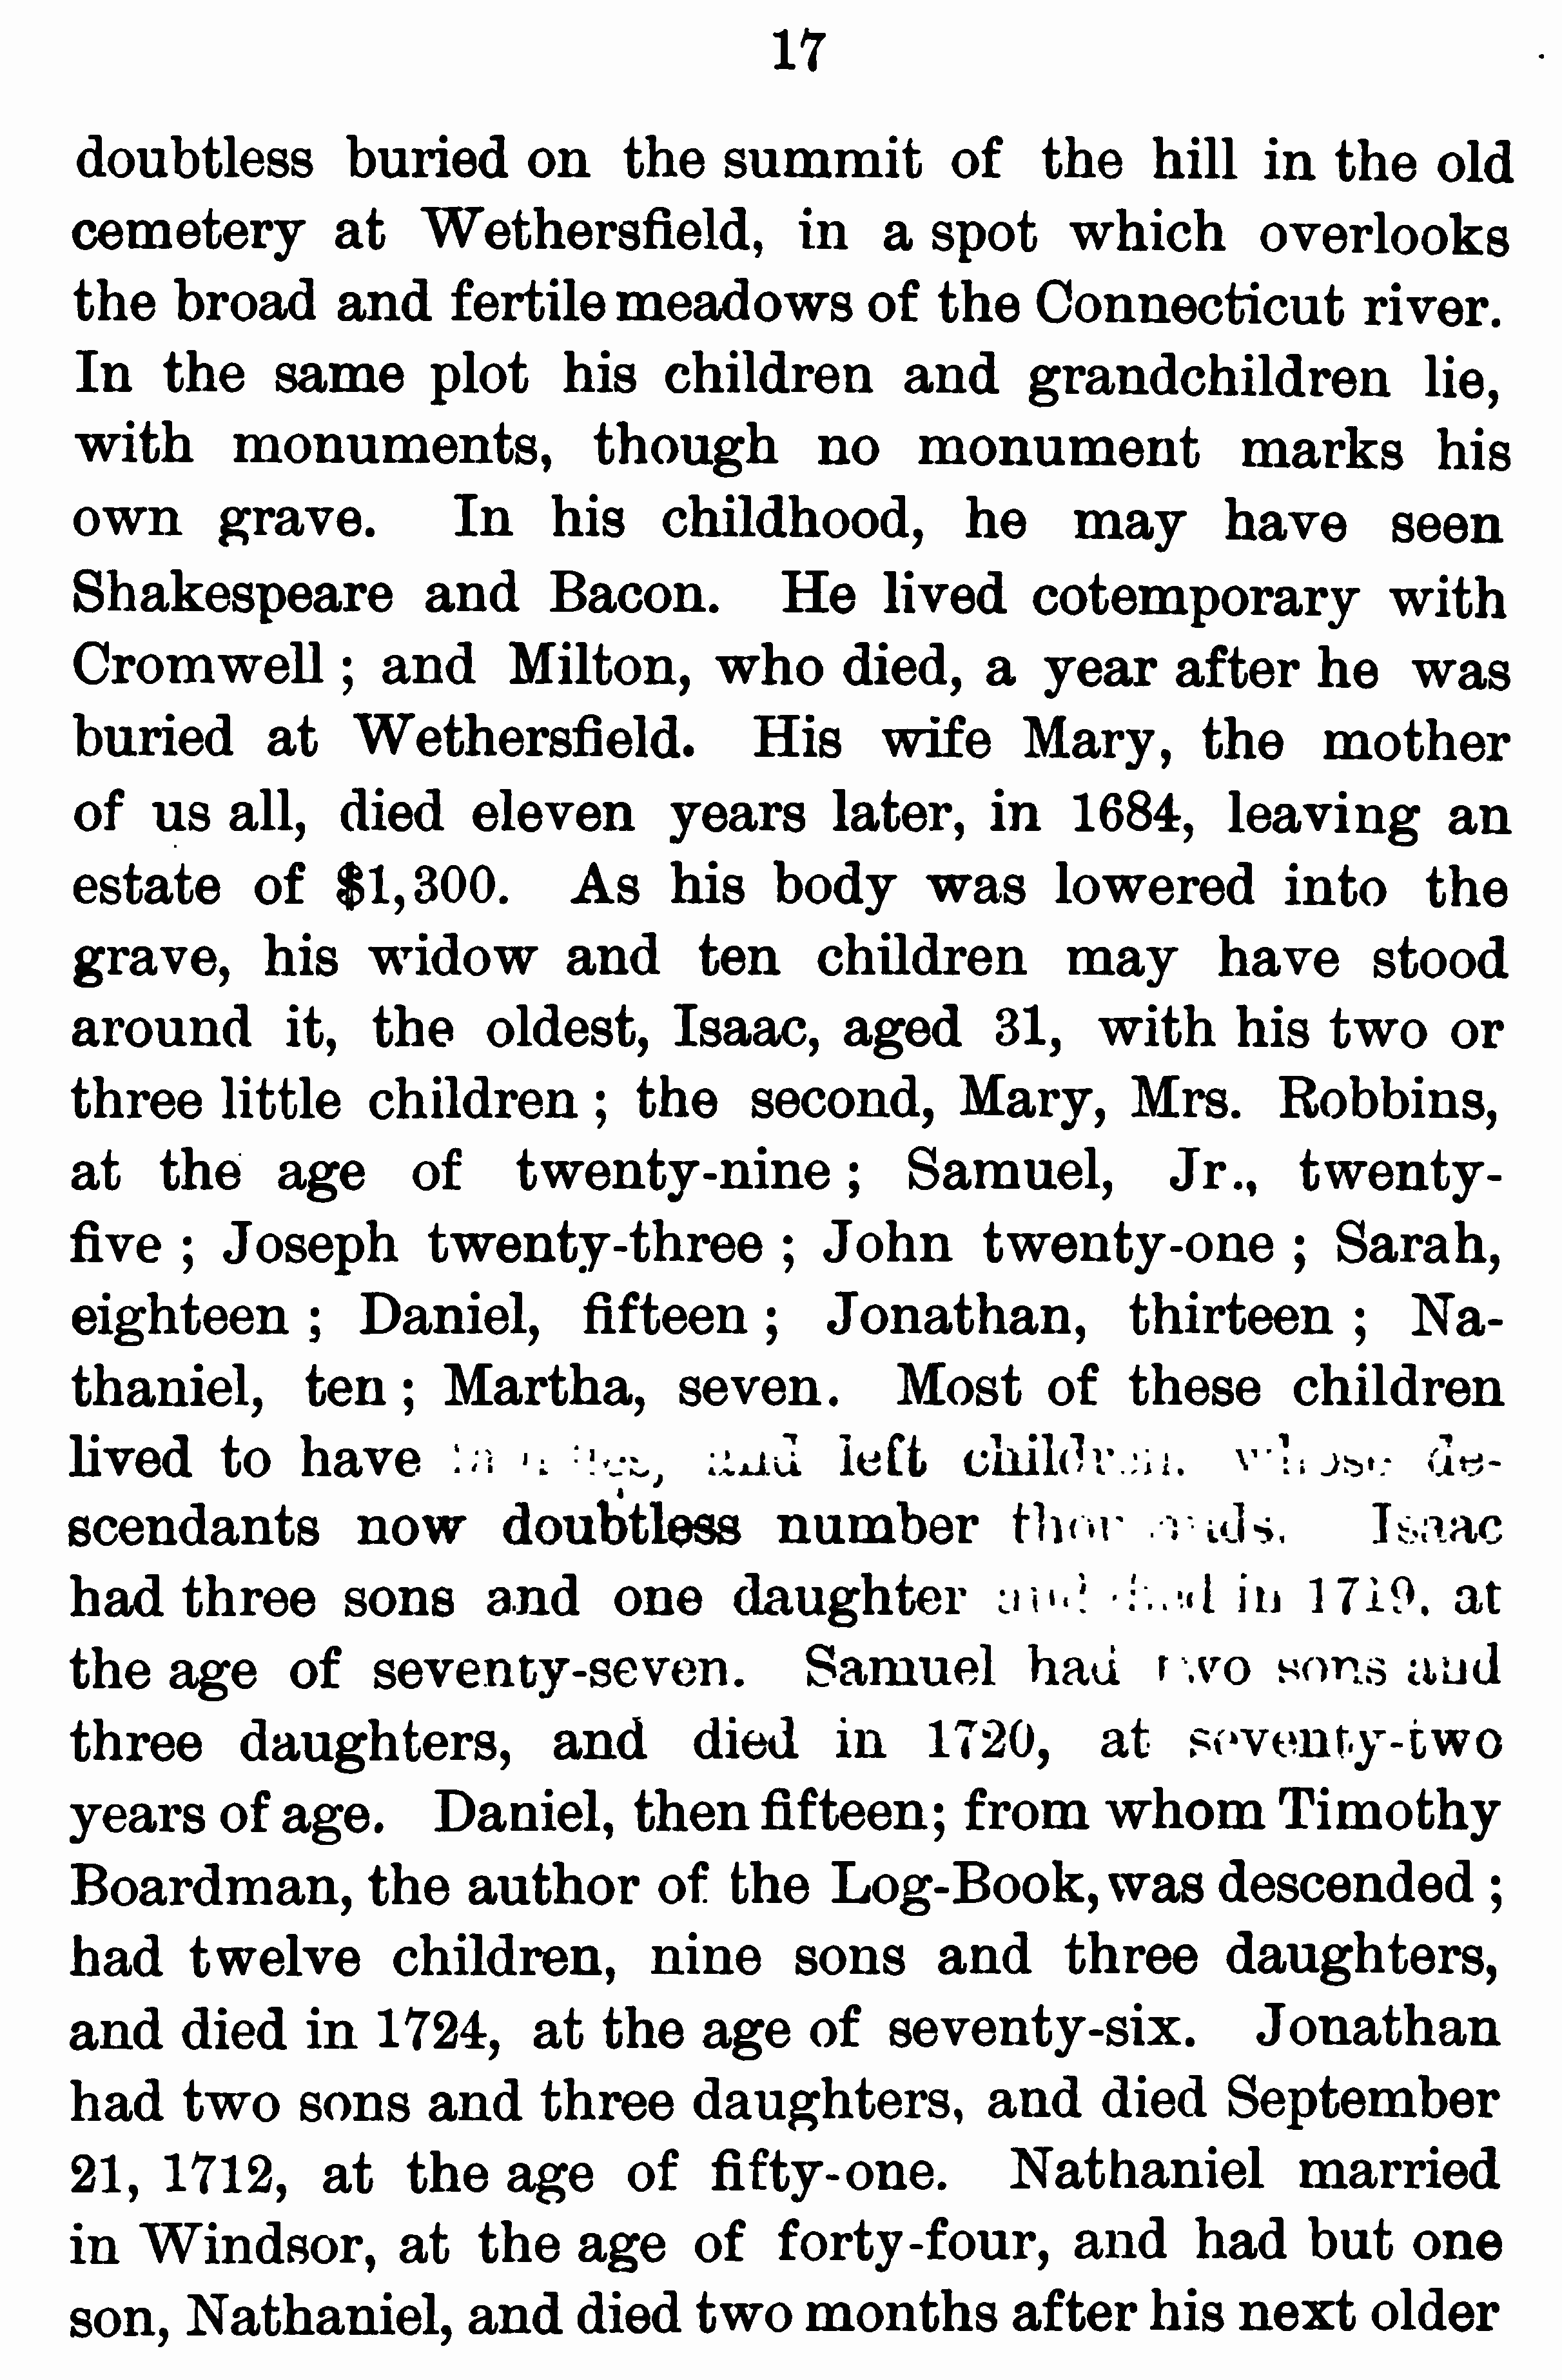 17
doubtless buried on the summit of the hill in the old
cemetery at Wethersfield, in a spot which overlooks
the broad and fertile meadows of the Connecticut river.
In the same plot his children and grandchildren lie,
with monuments, though no monument marks his
own grave. In his childhood, he may have seen
Shakespeare and Bacon. He lived cotemporary with
Cromwell ; and Milton, who died, a year after he was
buried at Wethersfield. His wife Mary, the mother
of us all, died eleven years later, in 1684, leaving an
estate of $1,300. As his body was lowered into the
grave, his widow and ten children may have stood
around it, the oldest, Isaac, aged 31, with his two or
three little children ; the second, Mary, Mrs. Robbins,
at the age of twenty-nine ; Samuel, Jr., twenty-
five ; Joseph twenty-three ; John twenty-one ; Sarah,
eighteen ; Daniel, fifteen ; Jonathan, thirteen ; Na-
thaniel, ten ; Martha, seven. Most of these children
lived to have and left children. whose de-
scendants now doubtless number Isaac
had three sons and one daughter in 1719, at
the age of seventy-seven. Samuel had two sons and
three daughters, and died in 1720, at seventy-two
years of age. Daniel, then fifteen; from whom Timothy
Boardman, the author of the Log-Book, was descended ;
had twelve children, nine sons and three daughters,
and died in 1724, at the age of seventy-six. Jonathan
had two sons and three daughters, and died September
21, 1712, at the age of fifty-one. Nathaniel married
in Windsor, at the age of forty-four, and had but one
son, Nathaniel, and died two months after his next older